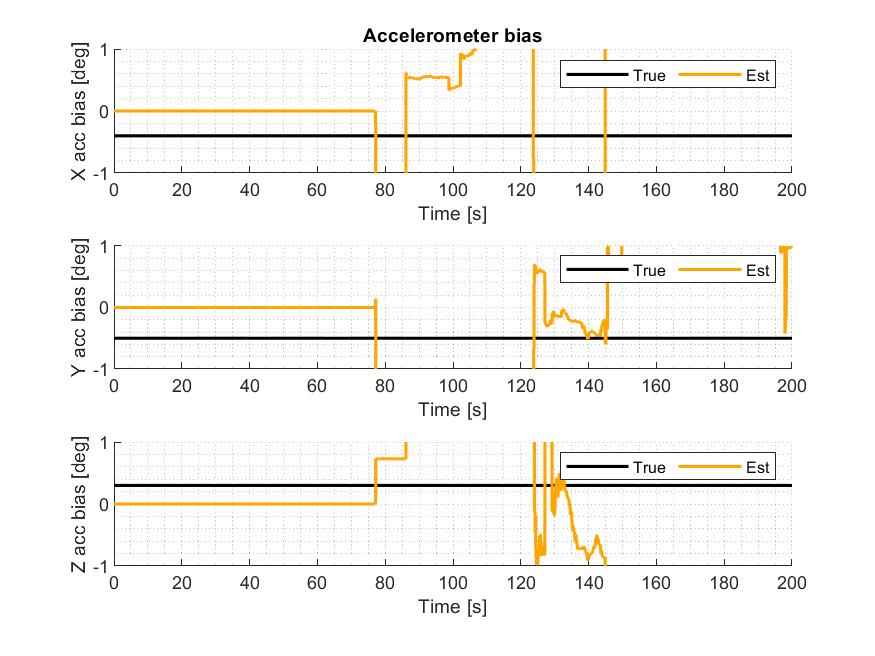 Accelerometer bias
X acc bias [deg]
1
0
-1
True
Est
0 20 40 60 80 100 120 140 160 180 200
Time [s]
Y acc bias [deg]
1
0
-1
True
Est
0 20 40 60 80 100 120 140 160 180 200
Time [s]
Z acc bias [deg]
1
0
-1
True
Est
0 20 40 60 80 100 120 140 160 180 200
Time [s]